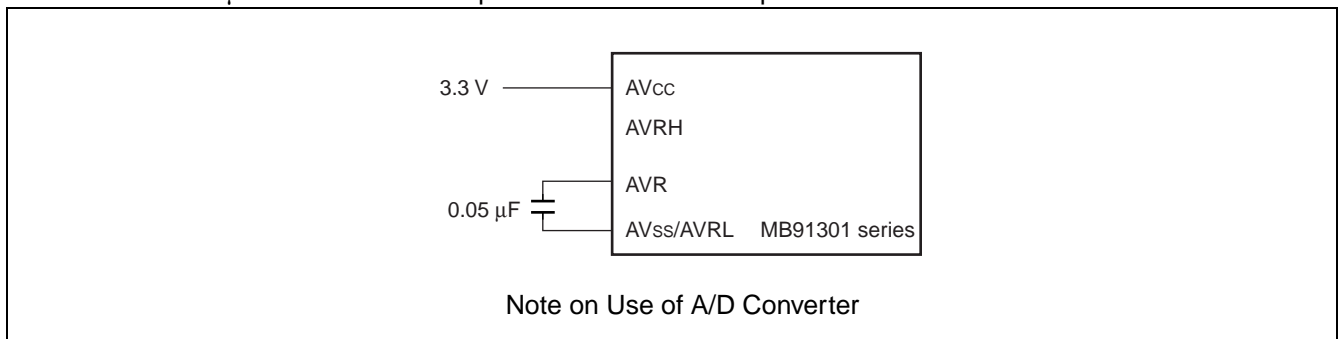 3.3 V AVcc
AVRH
AVR
0.05 μF
AVss/AVRL MB91301 series
Note on Use of A/D Converter